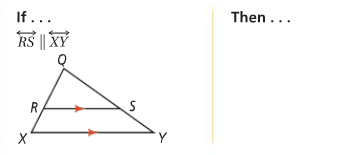 If . . .
Then . . .
RS ∥ XY
Q
R
S
X
Y